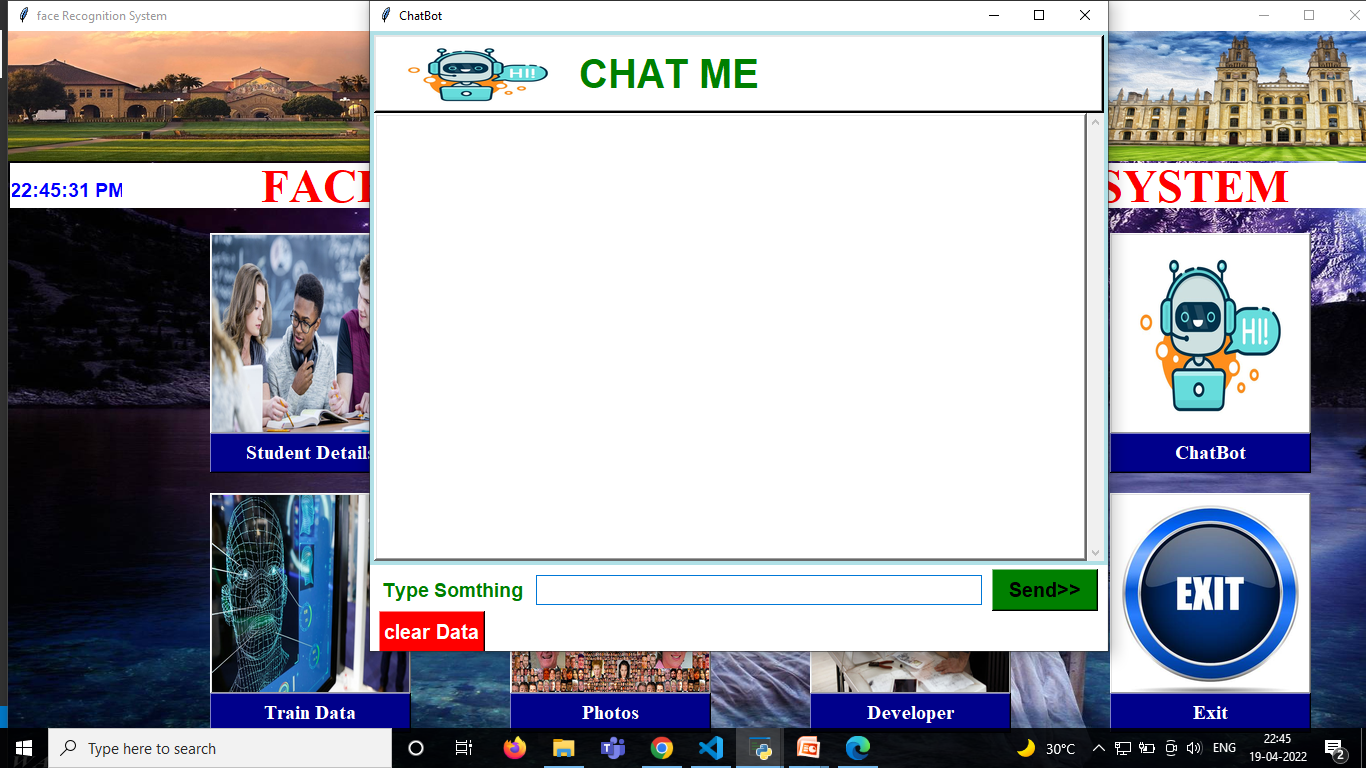 face Recognition System
ChatBot
HI!
CHAT ME
22:45:31 PM
FACE
SYSTEM
HI!
Student Details
ChatBot
Type Somthing
Send>>
clear Data
EXIT
Train Data
Photos
Developer
Exit
Type here to search
30°C
ENG
22:45
19-04-2022
2